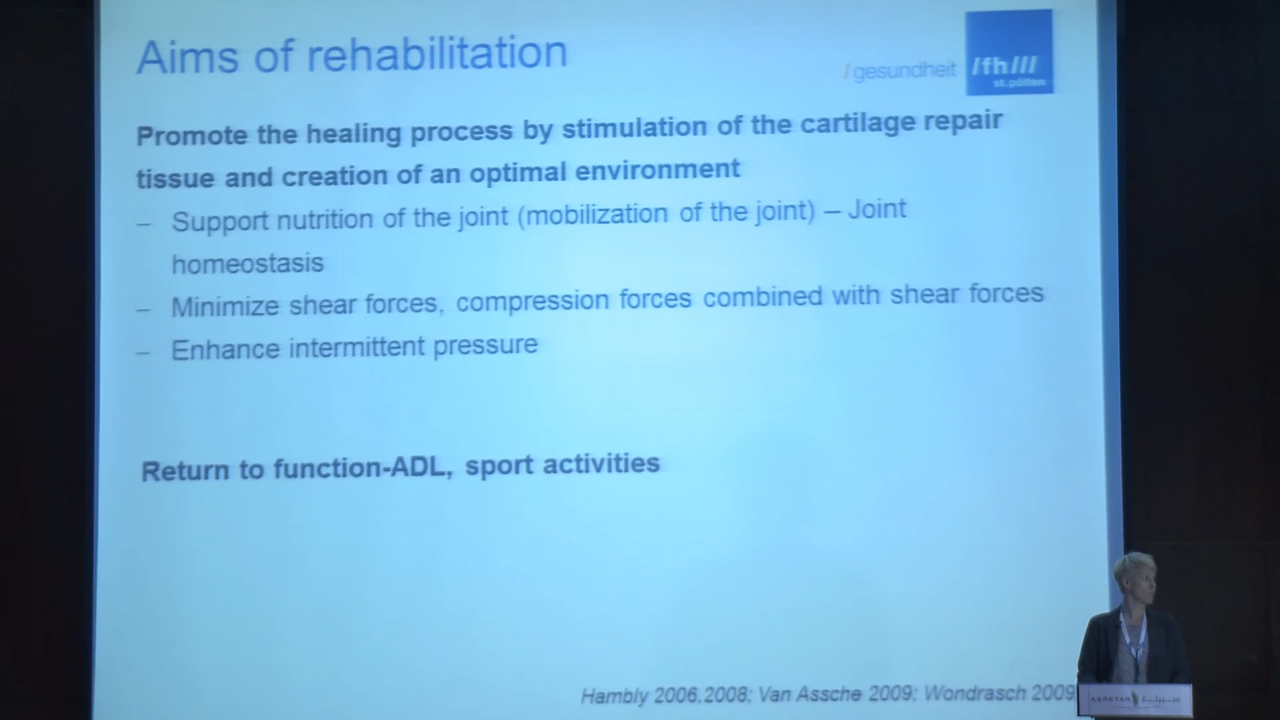 Aims of rehabilitation
/ gesundheit
/fh///
st.pölten
Promote the healing process by stimulation of the cartilage repair
tissue and creation of an optimal environment
– Support nutrition of the joint (mobilization of the joint) – Joint
homeostasis
– Minimize shear forces, compression forces combined with shear forces
– Enhance intermittent pressure
Return to function-ADL, sport activities
Hambly 2006,2008; Van Assche 2009; Wondrasch 2009
ASPETAR